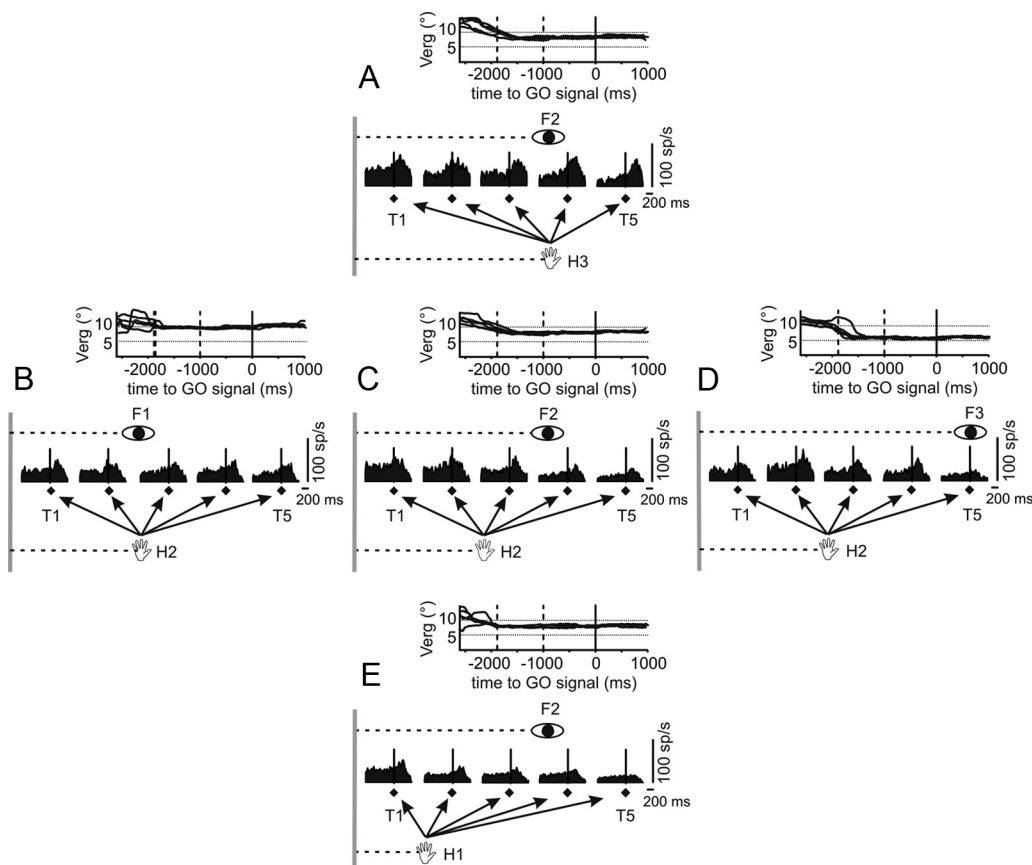 Verg (°)
10
5
-2000 -1000 0 1000
time to GO signal (ms)
A
F2
100 sp/s
200 ms
T1 T5
H3
Verg (°)
10
5
-2000 -1000 0 1000
time to GO signal (ms)
B
F1
100 sp/s
200 ms
T1 T5
H2
Verg (°)
10
5
-2000 -1000 0 1000
time to GO signal (ms)
C
F2
100 sp/s
200 ms
T1 T5
H2
Verg (°)
10
5
-2000 -1000 0 1000
time to GO signal (ms)
D
F3
100 sp/s
200 ms
T1 T5
H2
Verg (°)
10
5
-2000 -1000 0 1000
time to GO signal (ms)
E
F2
100 sp/s
200 ms
T1 T5
H1